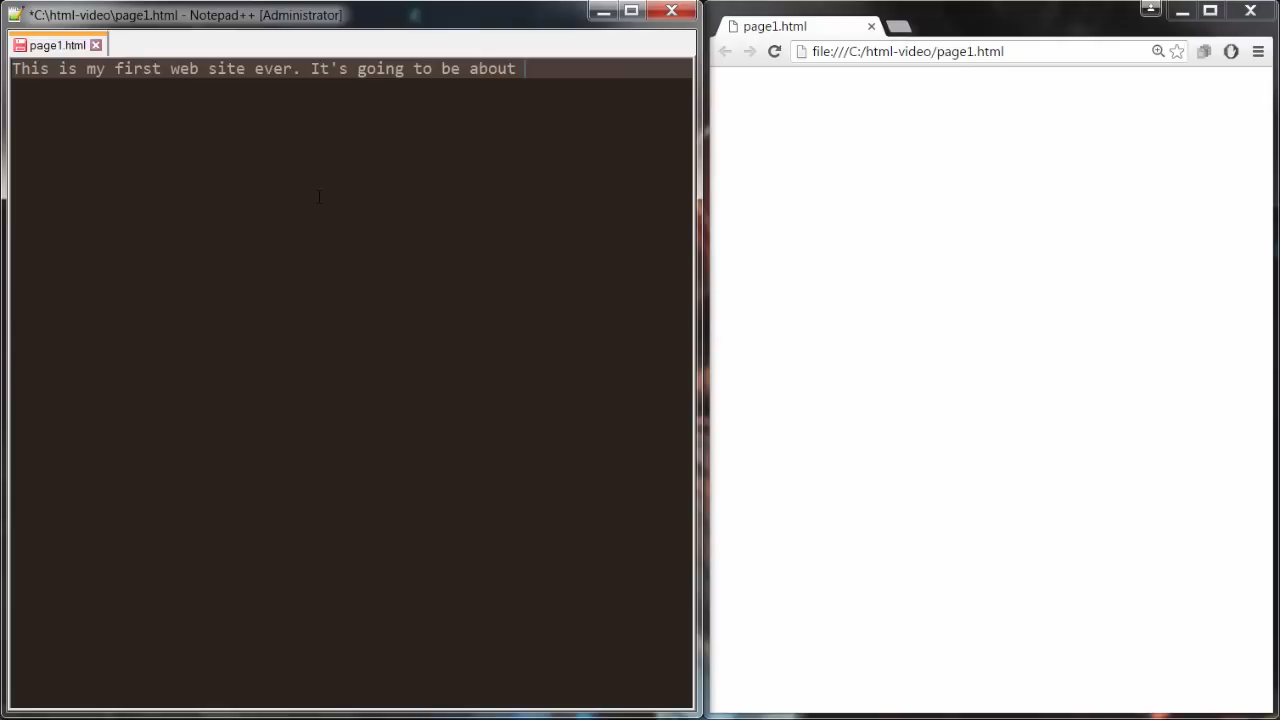 *C:\html-video\page1.html - Notepad++ [Administrator]
page1.html
This is my first web site ever. It's going to be about
page1.html
file:///C:/html-video/page1.html